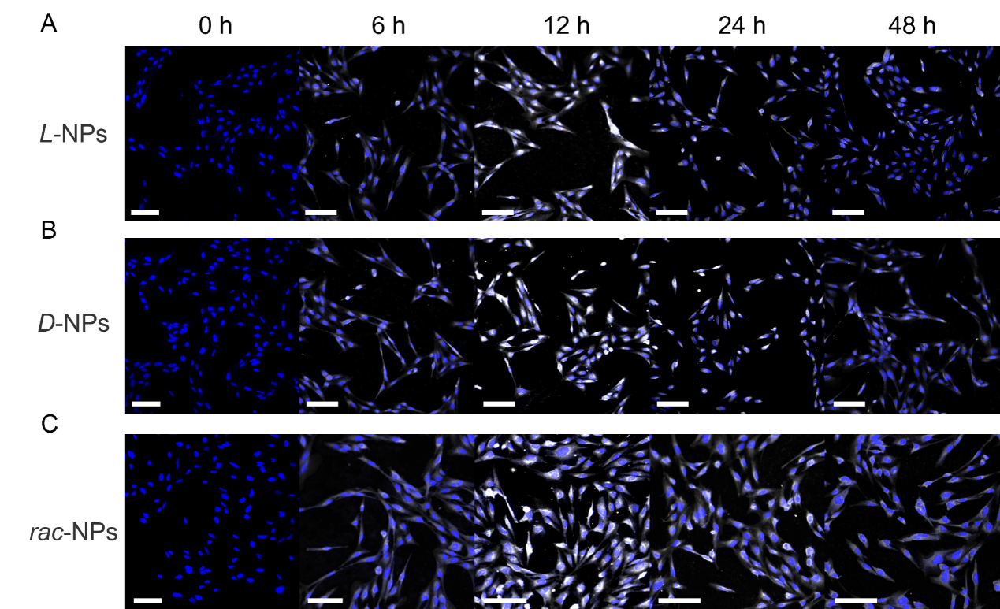 A
0 h 6 h 12 h 24 h 48 h
L-NPs
B
D-NPs
C
rac-NPs